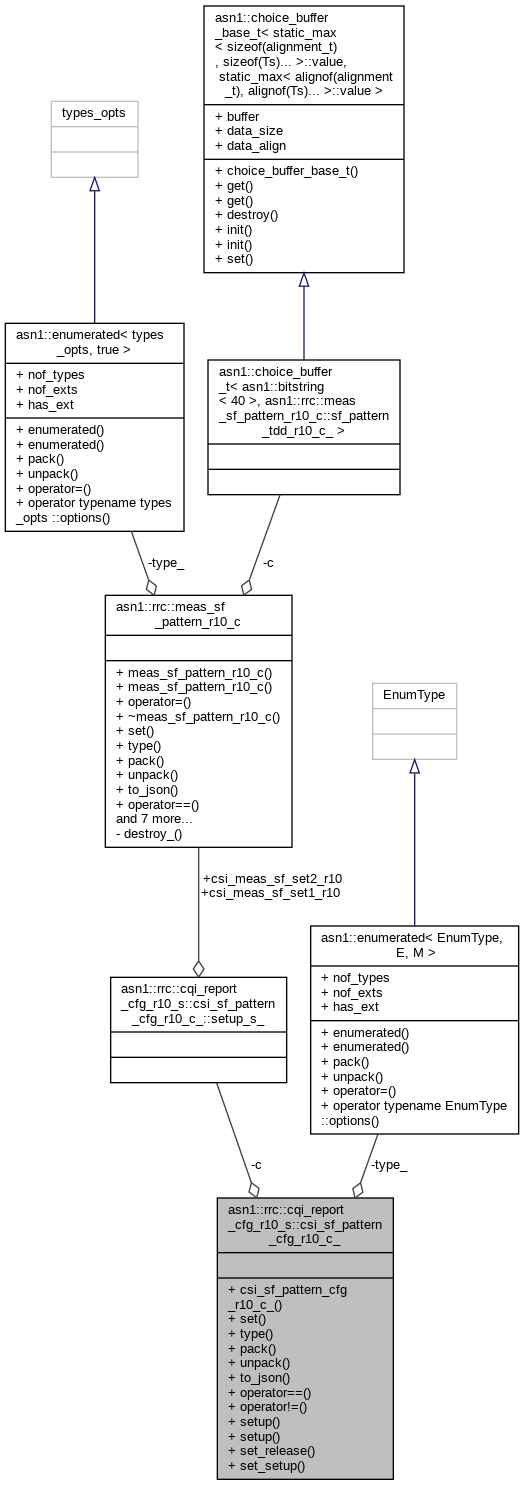 asn1::choice_buffer
_base_t< static_max
< sizeof(alignment_t)
, sizeof(Ts)... >::value,
static_max< alignof(alignment
_t), alignof(Ts)... >::value >
+ buffer
+ data_size
+ data_align
+ choice_buffer_base_t()
+ get()
+ get()
+ destroy()
+ init()
+ init()
+ set()
types_opts
asn1::enumerated< types
_opts, true >
+ nof_types
+ nof_exts
+ has_ext
+ enumerated()
+ enumerated()
+ pack()
+ unpack()
+ operator=()
+ operator typename types
_opts ::options()
asn1::choice_buffer
_t< asn1::bitstring
< 40 >, asn1::rrc::meas
_sf_pattern_r10_c::sf_pattern
_tdd_r10_c_ >
-type_
-c
asn1::rrc::meas_sf
_pattern_r10_c
+ meas_sf_pattern_r10_c()
+ meas_sf_pattern_r10_c()
+ operator=()
+ ~meas_sf_pattern_r10_c()
+ set()
+ type()
+ pack()
+ unpack()
+ to_json()
+ operator==()
and 7 more...
- destroy_()
EnumType
+csi_meas_sf_set2_r10
+csi_meas_sf_set1_r10
asn1::enumerated< EnumType,
E, M >
+ nof_types
+ nof_exts
+ has_ext
+ enumerated()
+ enumerated()
+ pack()
+ unpack()
+ operator=()
+ operator typename EnumType
::options()
asn1::rrc::cqi_report
_cfg_r10_s::csi_sf_pattern
_cfg_r10_c_::setup_s_
-c
-type_
asn1::rrc::cqi_report
_cfg_r10_s::csi_sf_pattern
_cfg_r10_c_
+ csi_sf_pattern_cfg
_r10_c_()
+ set()
+ type()
+ pack()
+ unpack()
+ to_json()
+ operator==()
+ operator!=()
+ setup()
+ setup()
+ set_release()
+ set_setup()